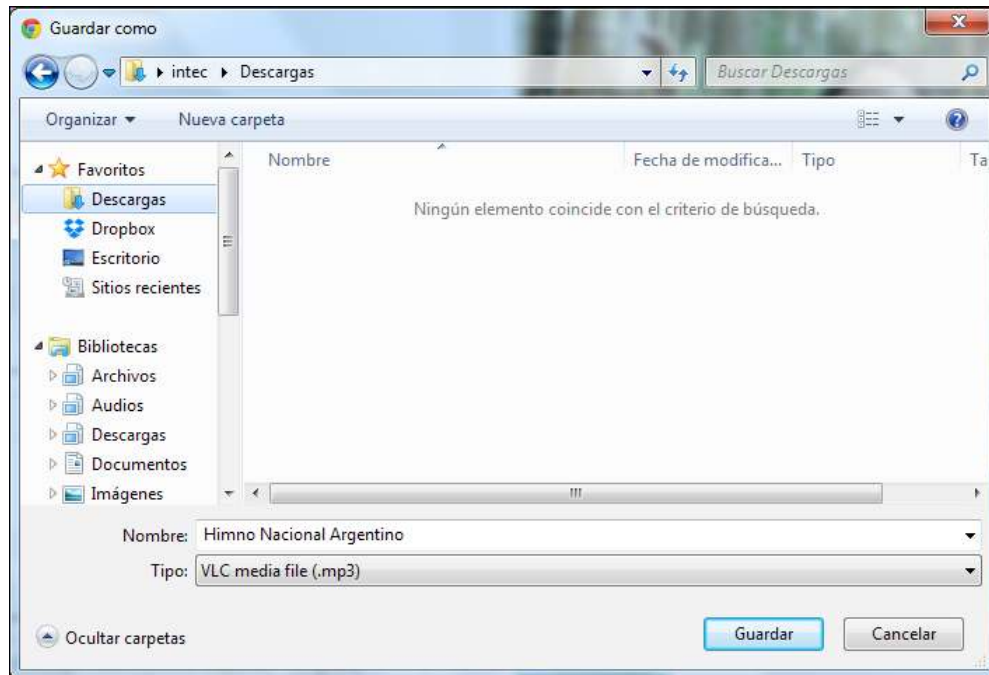 Guardar como
intec Descargas
Buscar Descargas
Organizar Nueva carpeta
Nombre Fecha de modifica... Tipo Ta
Ningún elemento coincide con el criterio de búsqueda.
Favoritos
Descargas
Dropbox
Escritorio
Sitios recientes
Bibliotecas
Archivos
Audios
Descargas
Documentos
Imágenes
Nombre: Himno Nacional Argentino
Tipo: VLC media file (.mp3)
Ocultar carpetas Guardar Cancelar